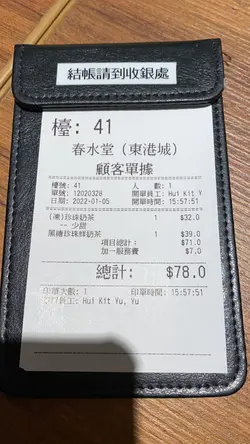 結帳請到收銀處
檯: 41
春水堂 (東港城)
顧客單據
檯號: 41 人 數: 1
單號: 12020328 開單員工: Hui Kit Y
日期: 2022-01-05 開單時間: 15:57:51
(凍)珍珠奶茶 $32.0
-- 少甜
黑糖珍珠鮮奶茶 $39.0
項目總計: $71.0
加一服務費 $7.0
總計: $78.0
印單次數: 1 印單時間: 15:57:51
員工: Hui Kit Yu, Yu